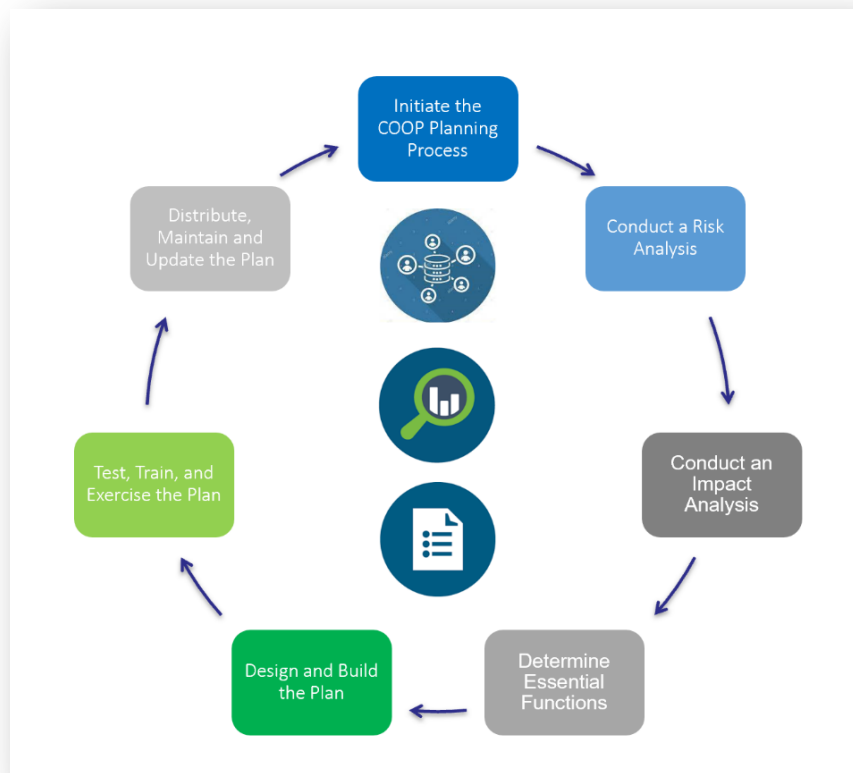 Initiate the
COOP Planning
Process
Conduct a Risk
Analysis
Conduct an
Impact
Analysis
Determine
Essential
Functions
Design and Build
the Plan
Test, Train, and
Exercise the Plan
Distribute,
Maintain and
Update the Plan